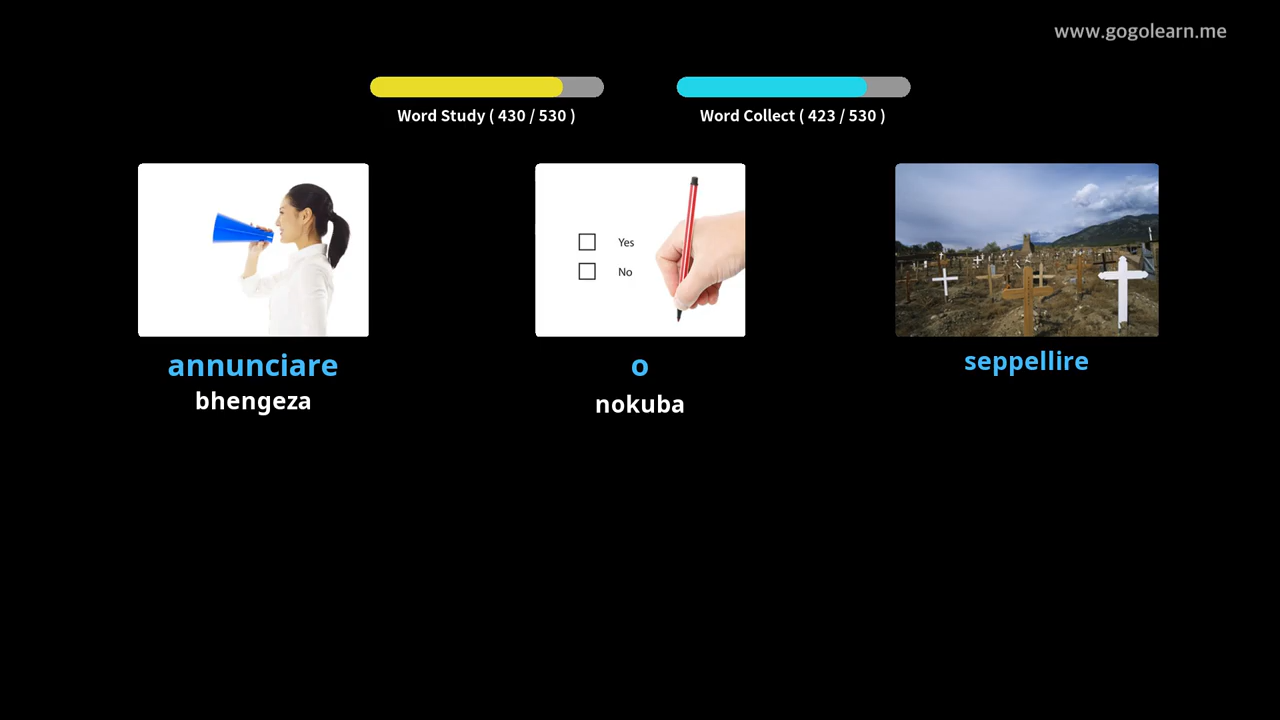 www.gogolearn.me
Word Study ( 430 / 530 )
Word Collect ( 423 / 530 )
Yes
No
annunciare
bhengeza
o
nokuba
seppellire